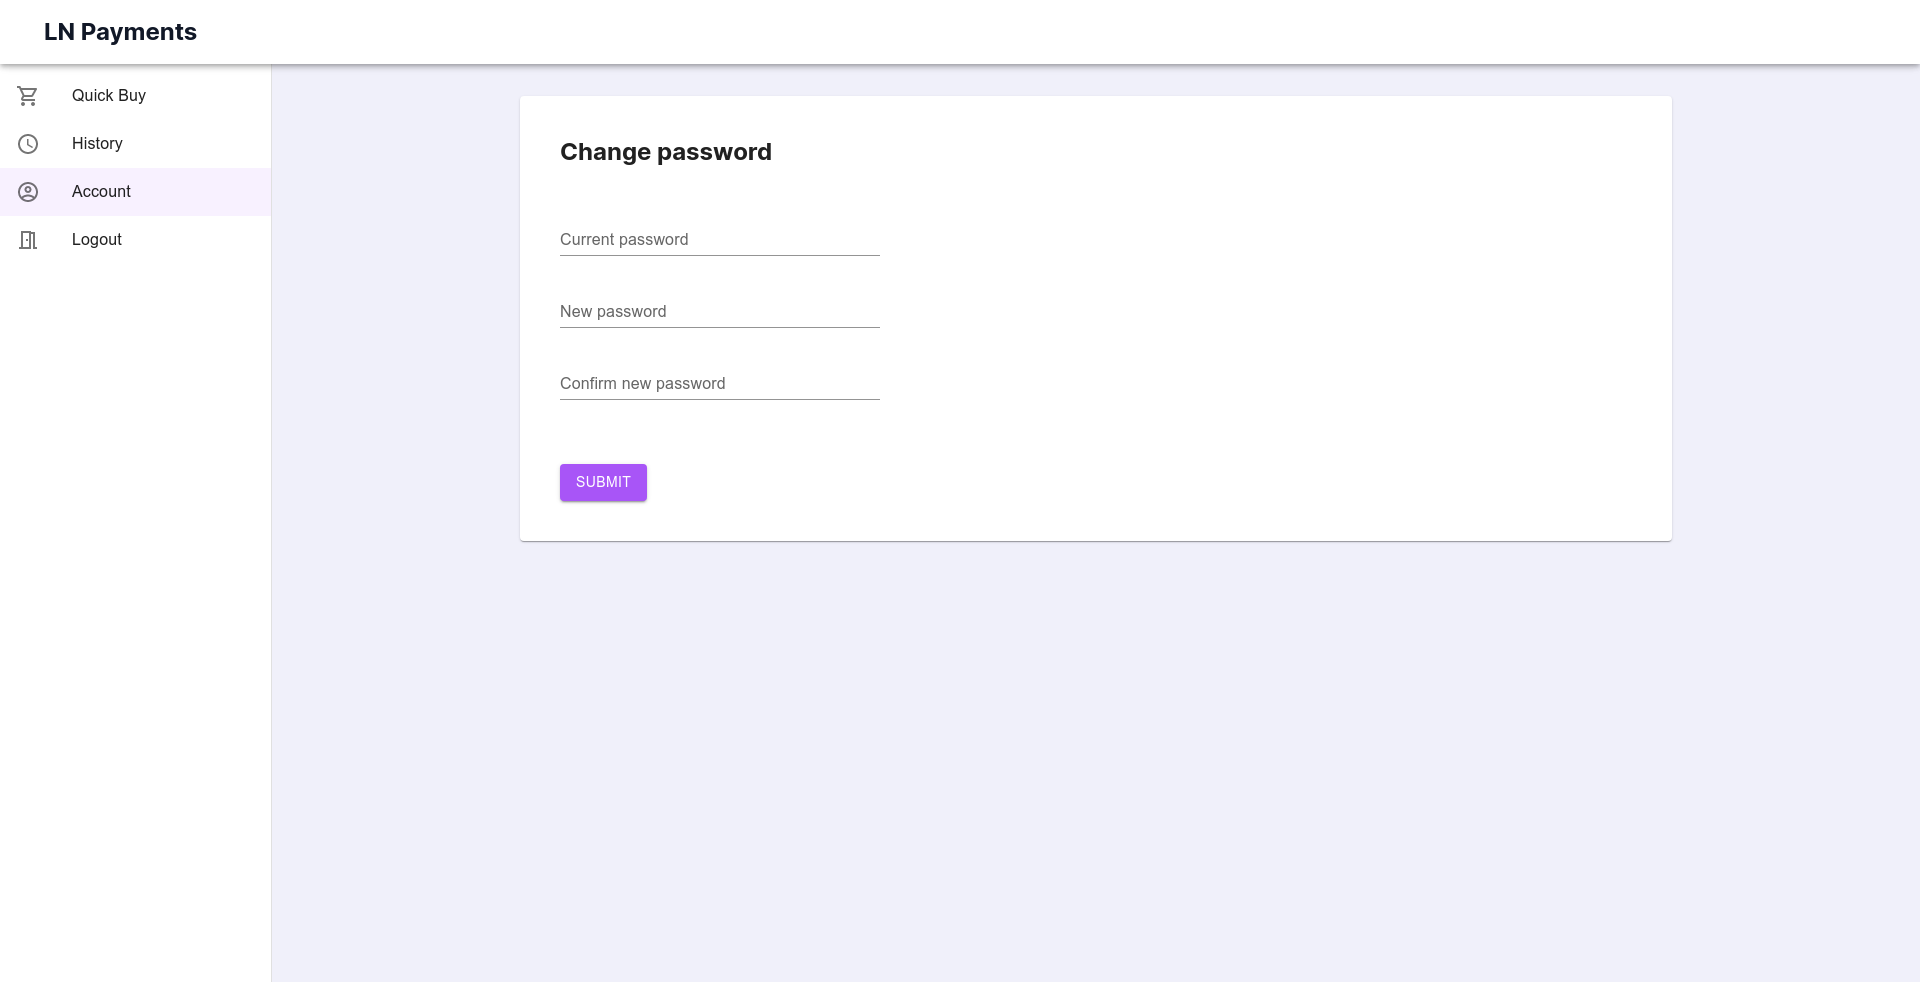 LN Payments
Quick Buy
History
Account
Logout
Change password
Current password
New password
Confirm new password
SUBMIT